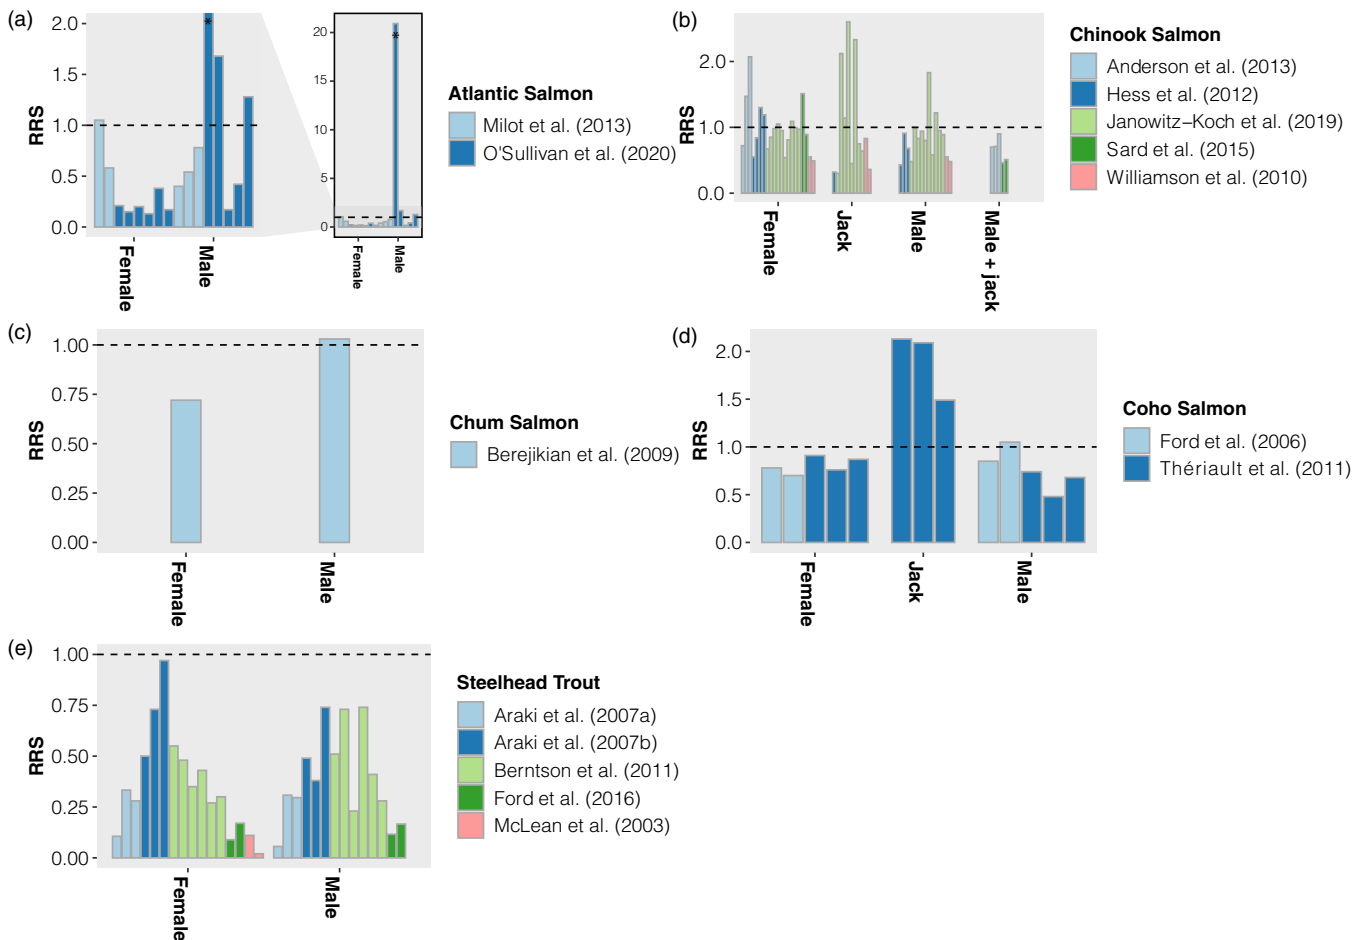 (a)
RRS
2.0
1.5
1.0
0.5
0.0
*
Female
Male
20
15
10
5
0
*
Female
Male
Atlantic Salmon
Milot et al. (2013)
O'Sullivan et al. (2020)
(b)
RRS
2.0
1.0
0.0
Female
Jack
Male
Male + jack
Chinook Salmon
Anderson et al. (2013)
Hess et al. (2012)
Janowitz–Koch et al. (2019)
Sard et al. (2015)
Williamson et al. (2010)
(c)
RRS
1.00
0.75
0.50
0.25
0.00
Female
Male
Chum Salmon
Berejikian et al. (2009)
(d)
RRS
2.0
1.5
1.0
0.5
0.0
Female
Jack
Male
Coho Salmon
Ford et al. (2006)
Thériault et al. (2011)
(e)
RRS
1.00
0.75
0.50
0.25
0.00
Female
Male
Steelhead Trout
Araki et al. (2007a)
Araki et al. (2007b)
Berntson et al. (2011)
Ford et al. (2016)
McLean et al. (2003)